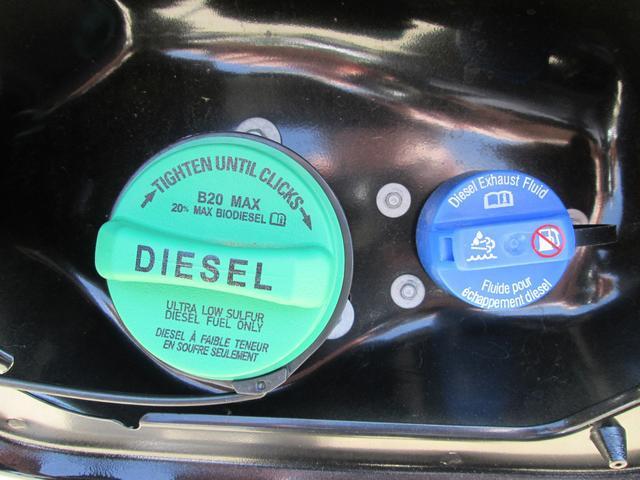 TIGHTEN UNTIL CLICKS
B20 MAX
20% MAX BIODIESEL
DIESEL
ULTRA LOW SULFUR
DIESEL FUEL ONLY
DIESEL À FAIBLE TENEUR
EN SOUFRE SEULEMENT
Diesel Exhaust Fluid
Fluide pour
échappement diesel